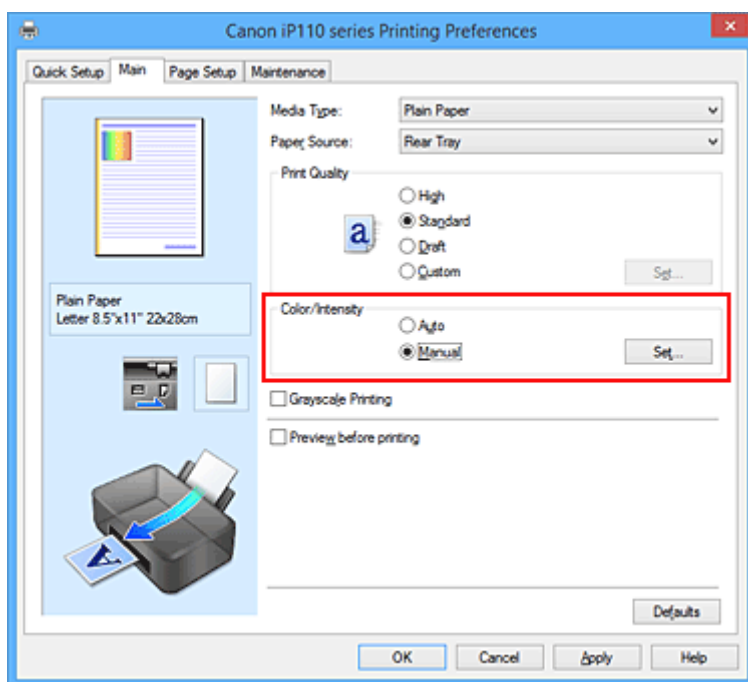 Canon iP110 series Printing Preferences
Quick Setup Main Page Setup Maintenance
Media Type: Plain Paper
Paper Source: Rear Tray
Print Quality
High
a Standard
Draft
Custom Set...
Plain Paper
Letter 8.5"x11" 22x28cm
Color/Intensity
Auto
Manual Set...
Grayscale Printing
Preview before printing
A
Defaults
OK Cancel Apply Help